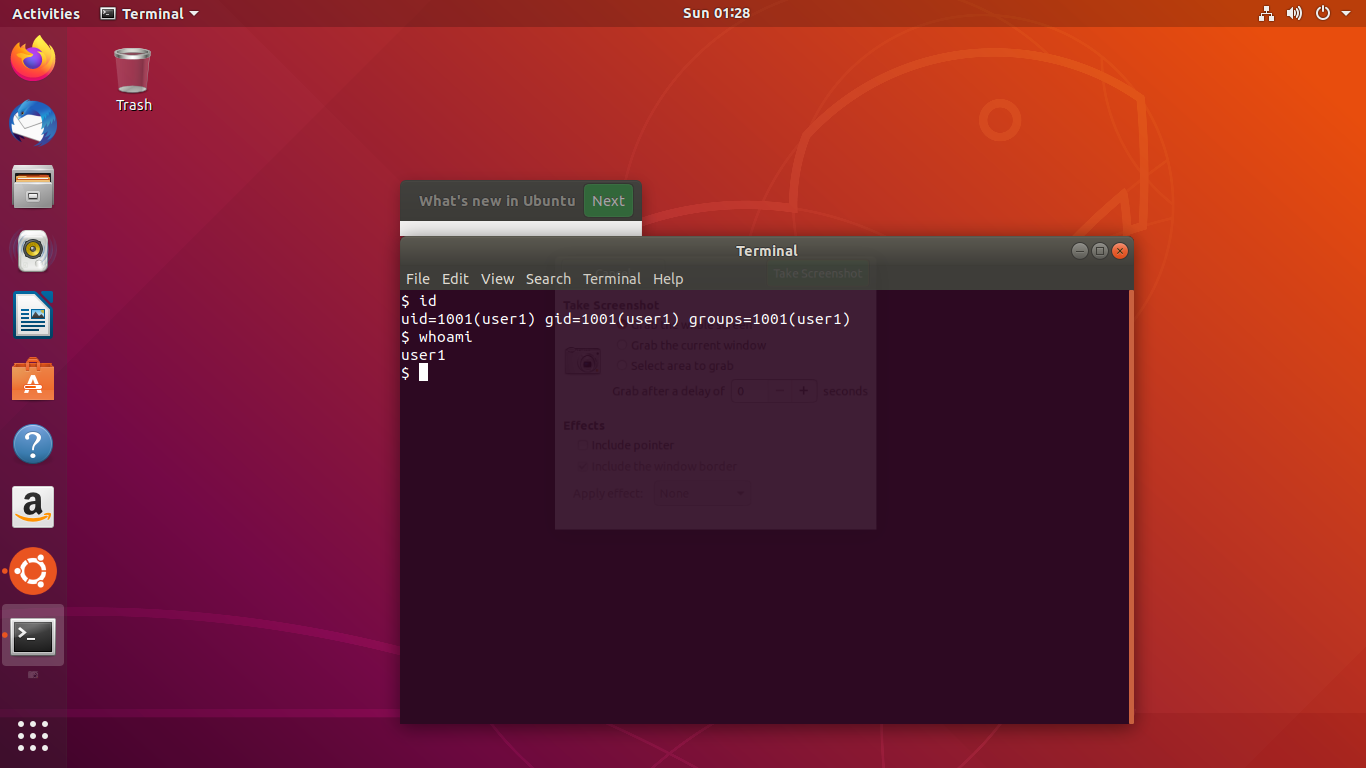 Activities
Terminal
Sun 01:28
Trash
What's new in Ubuntu
Next
Terminal
File Edit View Search Terminal Help
Take Screenshot
$ id
Take Screenshot
uid=1001(user1) gid=1001(user1) groups=1001(user1)
$ whoami
Grab the current window
user1
Select area to grab
$
Grab after a delay of 0 − + seconds
Effects
Include pointer
Include the window border
Apply effect: None